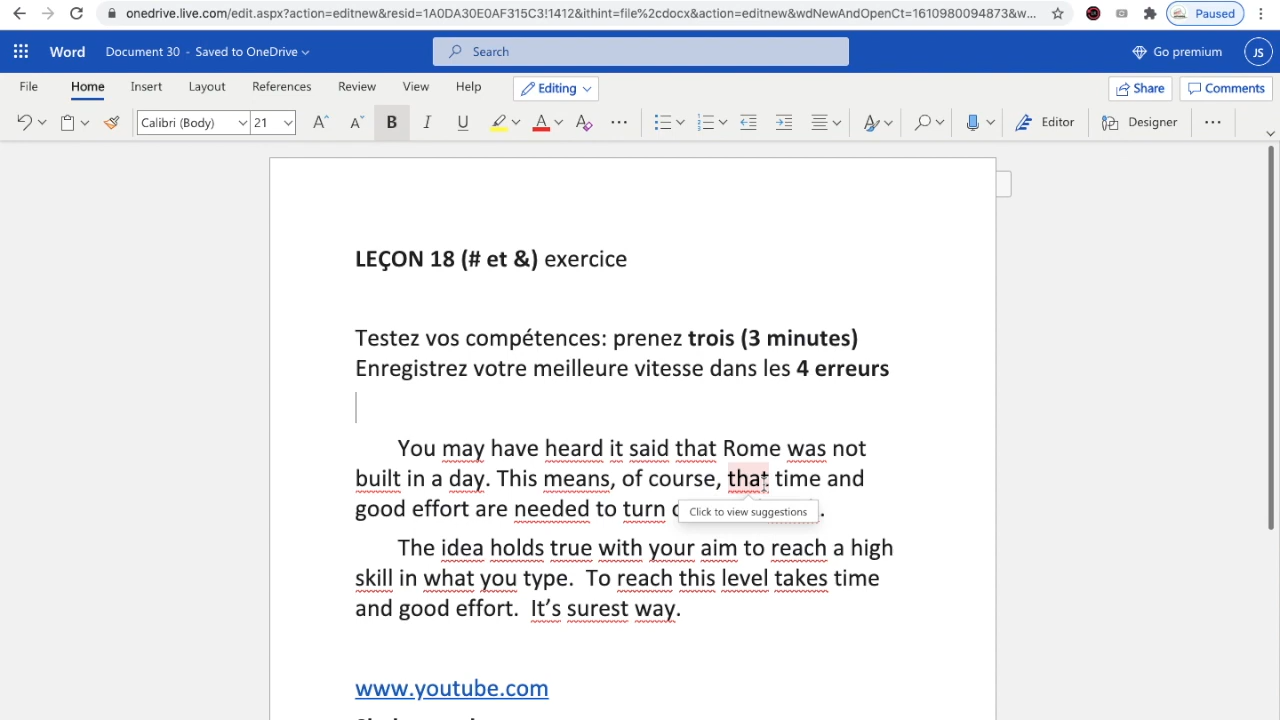 onedrive.live.com/edit.aspx?action=editnew&resid=1A0DA30D0AF315C3!1412&ithint=file%2cdocx&action=editnew&wdNewAndOpenCt=1610980094873&w...
Paused
Word
Document 30 - Saved to OneDrive
Search
Go premium
JS
File Home Insert Layout References Review View Help Editing
Share Comments
Calibri (Body) 21 A A B I U A A Editor Designer
LEÇON 18 (# et &) exercice
Testez vos compétences: prenez trois (3 minutes)
Enregistrez votre meilleure vitesse dans les 4 erreurs
You may have heard it said that Rome was not
built in a day. This means, of course, that time and
good effort are needed to turn
Click to view suggestions
The idea holds true with your aim to reach a high
skill in what you type. To reach this level takes time
and good effort. It's surest way.
www.youtube.com